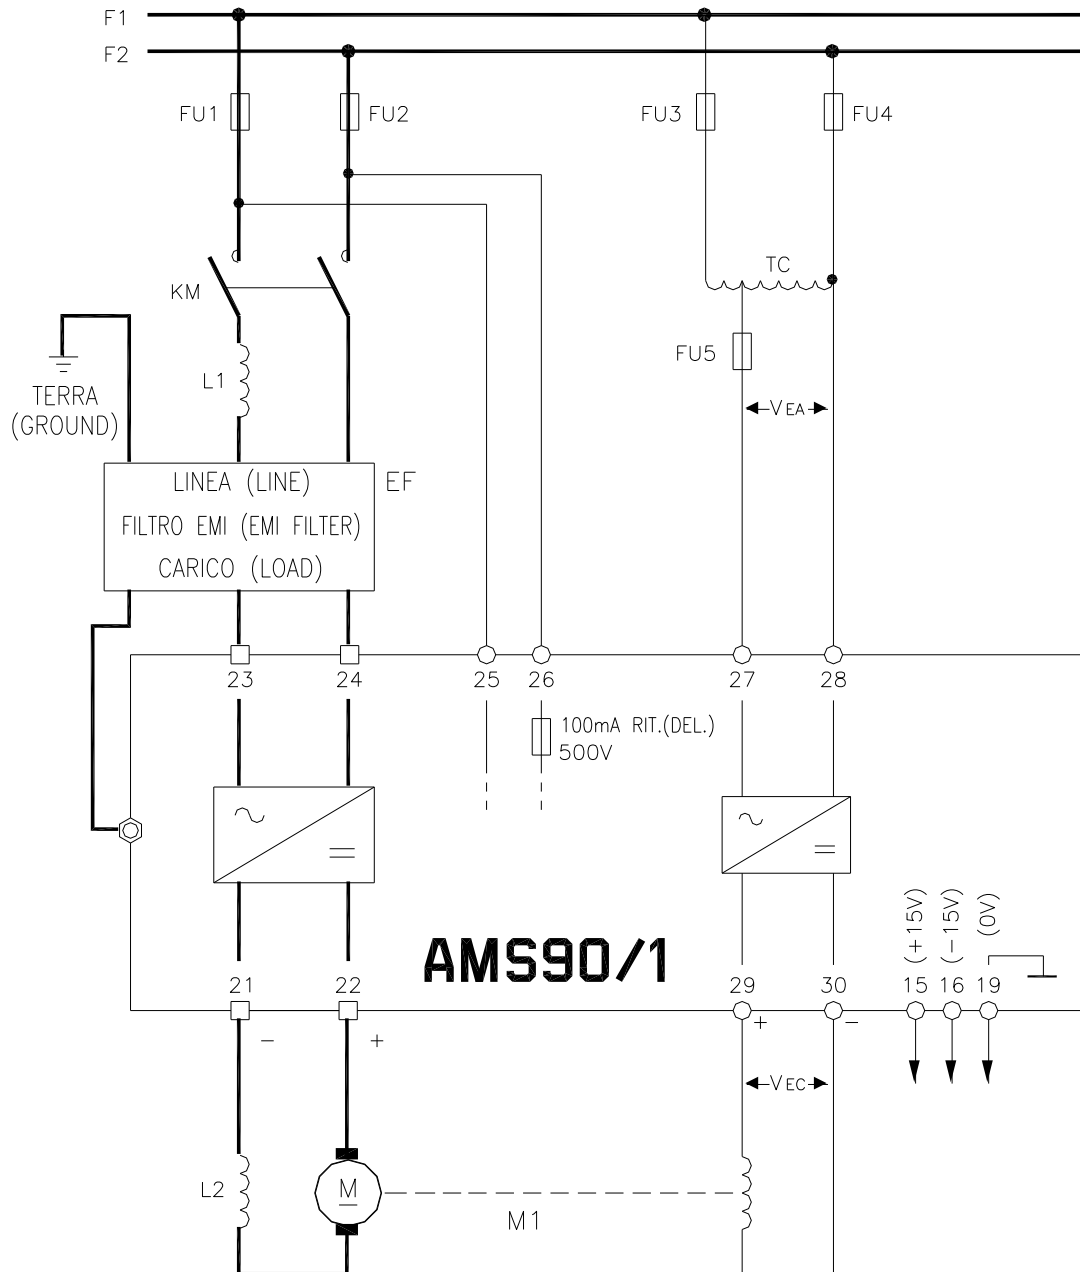 F1
F2
FU1
FU2
FU3
FU4
TC
KM
FU5
L1
TERRA
(GROUND)
VEA
LINEA (LINE)
EF
FILTRO EMI (EMI FILTER)
CARICO (LOAD)
23
24
25
26
27
28
100mA RIT.(DEL.)
500V
(+15V)
(-15V)
(0V)
AMS90/1
21
22
29
30
15
16
19
-
+
+
-
VEC
L2
M
M1